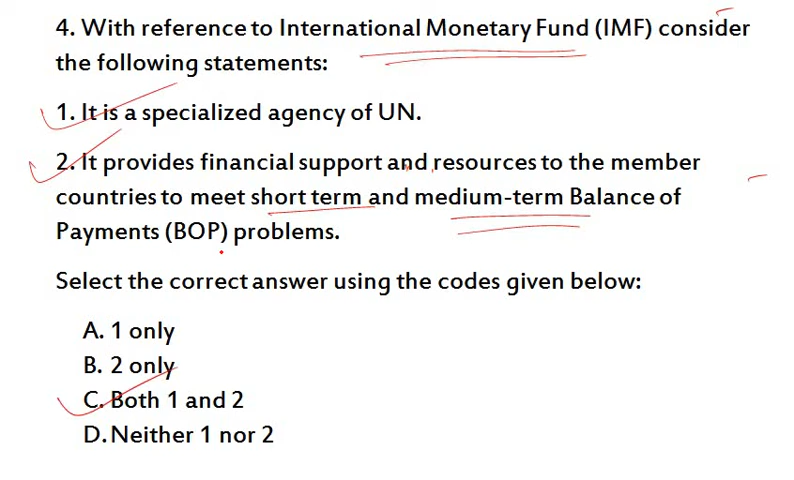 4. With reference to International Monetary Fund (IMF) consider
the following statements:
1. It is a specialized agency of UN.
2. It provides financial support and resources to the member
countries to meet short term and medium-term Balance of
Payments (BOP) problems.
Select the correct answer using the codes given below:
A. 1 only
B. 2 only
C. Both 1 and 2
D. Neither 1 nor 2